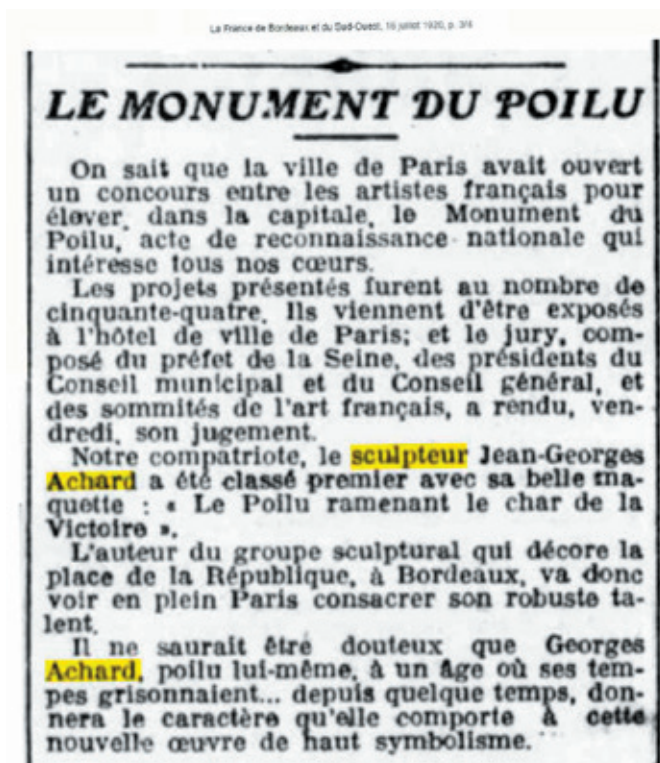 La France de Bordeaux et du Sud-Ouest, 16 juillet 1920, p. 3/4
LE MONUMENT DU POILU
On sait que la ville de Paris avait ouvert
un concours entre les artistes français pour
élever, dans la capitale, le Monument du
Poilu, acte de reconnaissance nationale qui
intéresse tous nos cœurs.
Les projets présentés furent au nombre de
cinquante-quatre. Ils viennent d'être exposés
à l'hôtel de ville de Paris; et le jury, com-
posé du préfet de la Seine, des présidents du
Conseil municipal et du Conseil général, et
des sommités de l'art français, a rendu, ven-
dredi, son jugement.
Notre compatriote, le sculpteur Jean-Georges
Achard a été classé premier avec sa belle ma-
quette : « Le Poilu ramenant le char de la
Victoire ».
L'auteur du groupe sculptural qui décore la
place de la République, à Bordeaux, va donc
voir en plein Paris consacrer son robuste ta-
lent.
Il ne saurait être douteux que Georges
Achard, poilu lui-même, à un âge où ses tem-
pes grisonnaient... depuis quelque temps, don-
nera le caractère qu'elle comporte à cette
nouvelle œuvre de haut symbolisme.